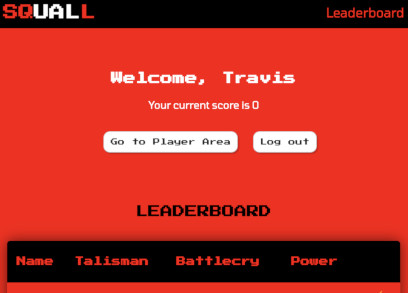 SQUALL
Leaderboard
Welcome, Travis
Your current score is 0
Go to Player Area
Log out
LEADERBOARD
Name Talisman Battlecry Power